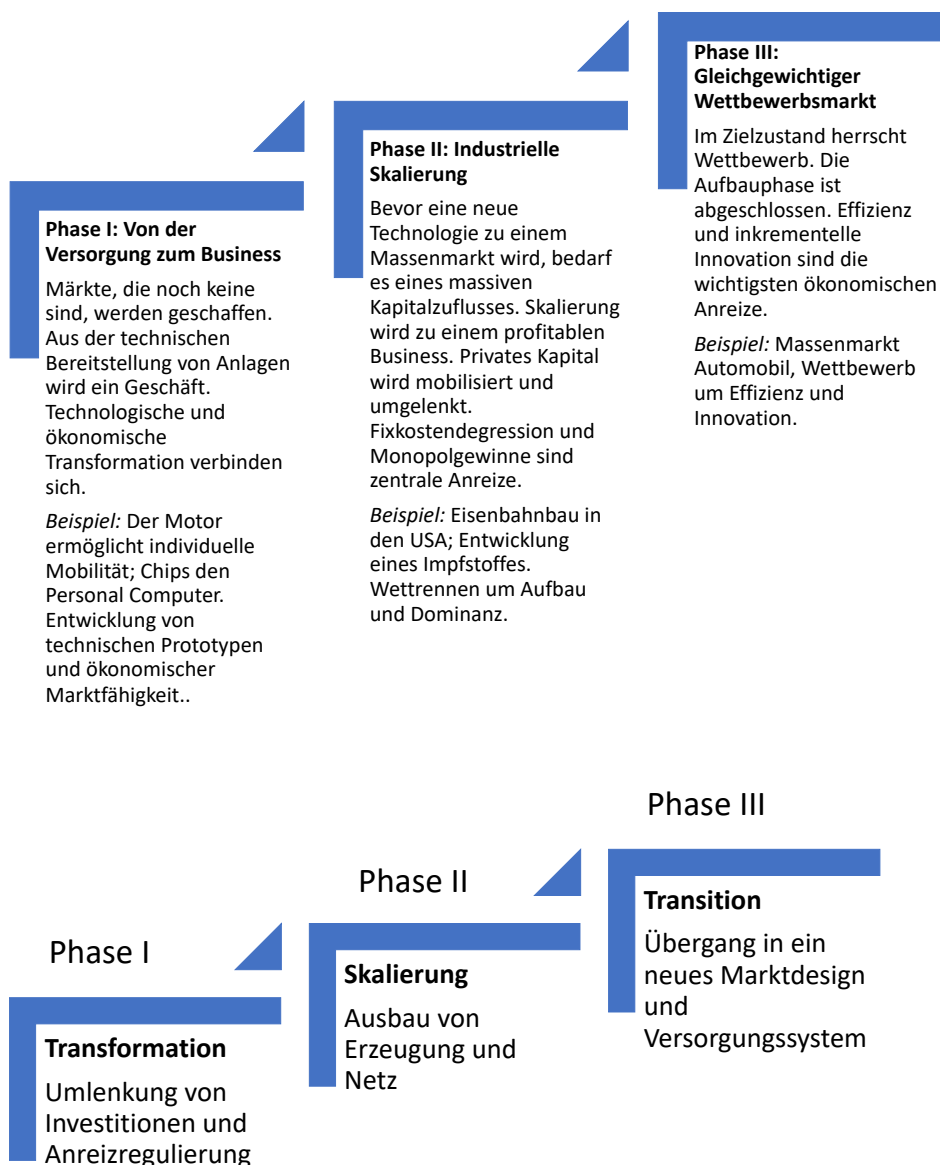 Phase I: Von der
Versorgung zum Business
Märkte, die noch keine
sind, werden geschaffen.
Aus der technischen
Bereitstellung von Anlagen
wird ein Geschäft.
Technologische und
ökonomische
Transformation verbinden
sich.
Beispiel: Der Motor
ermöglicht individuelle
Mobilität; Chips den
Personal Computer.
Entwicklung von
technischen Prototypen
und ökonomischer
Marktfähigkeit..
Phase II: Industrielle
Skalierung
Bevor eine neue
Technologie zu einem
Massenmarkt wird, bedarf
es eines massiven
Kapitalzuflusses. Skalierung
wird zu einem profitablen
Business. Privates Kapital
wird mobilisiert und
umgelenkt.
Fixkostendegression und
Monopolgewinne sind
zentrale Anreize.
Beispiel: Eisenbahnbau in
den USA; Entwicklung
eines Impfstoffes.
Wettrennen um Aufbau
und Dominanz.
Phase III:
Gleichgewichtiger
Wettbewerbsmarkt
Im Zielzustand herrscht
Wettbewerb. Die
Aufbauphase ist
abgeschlossen. Effizienz
und inkrementelle
Innovation sind die
wichtigsten ökonomischen
Anreize.
Beispiel: Massenmarkt
Automobil, Wettbewerb
um Effizienz und
Innovation.
Phase I
Transformation
Umlenkung von
Investitionen und
Anreizregulierung
Phase II
Skalierung
Ausbau von
Erzeugung und
Netz
Phase III
Transition
Übergang in ein
neues Marktdesign
und
Versorgungssystem